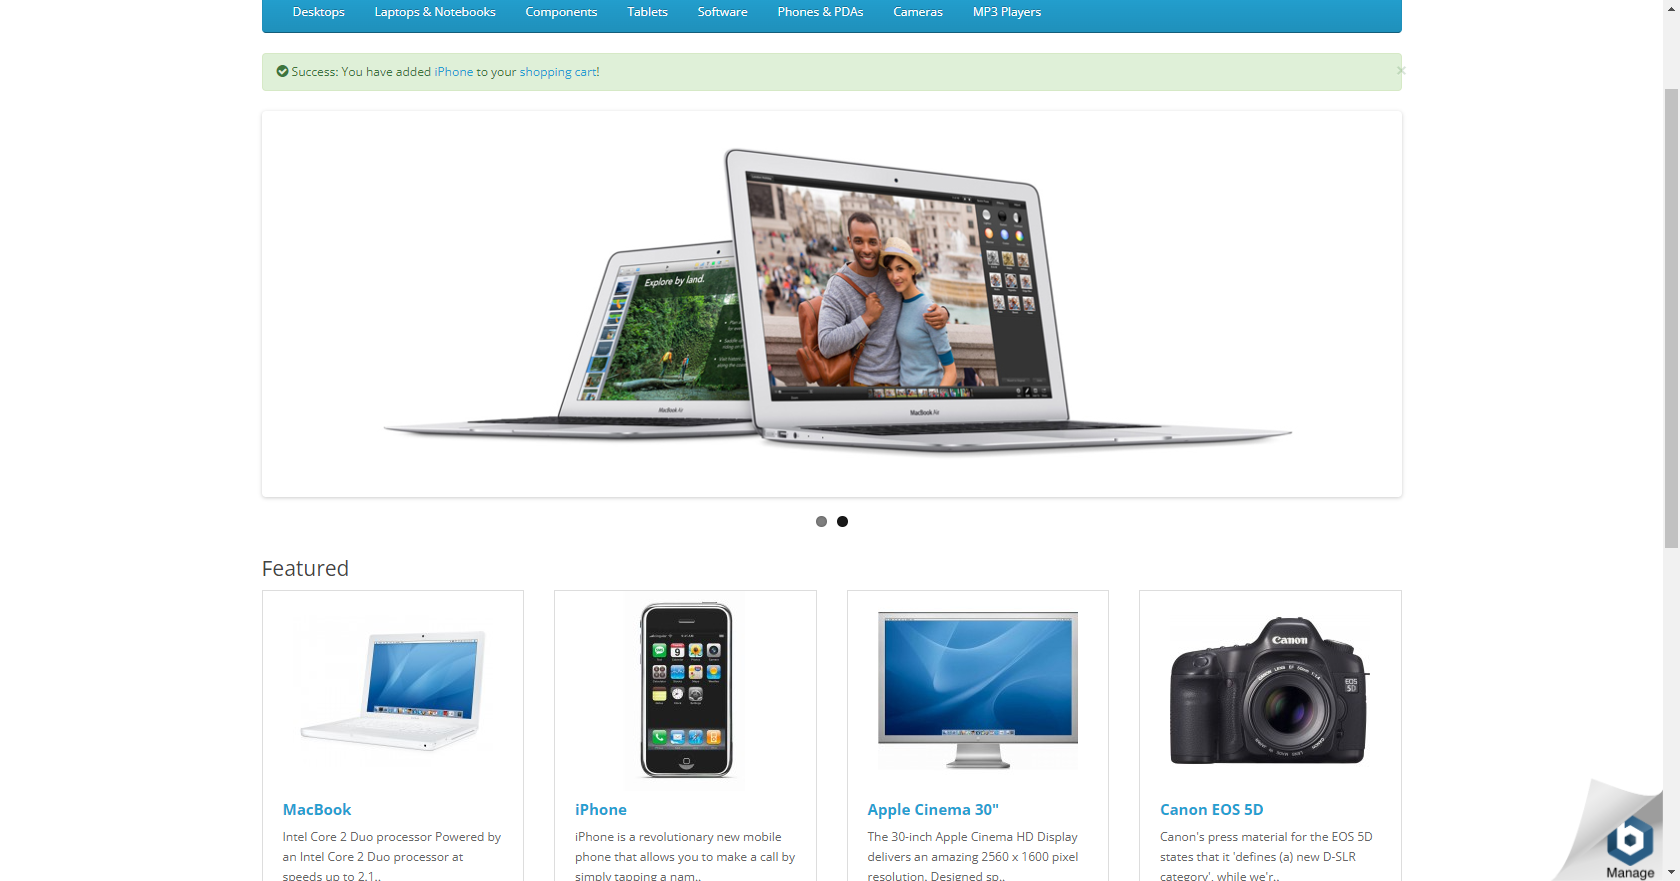 Desktops Laptops & Notebooks Components Tablets Software Phones & PDAs Cameras MP3 Players
Success: You have added iPhone to your shopping cart!
×
Explore by land.
MacBook Air
MacBook Air
Featured
Canon
EOS
5D
MacBook
Intel Core 2 Duo processor Powered by
an Intel Core 2 Duo processor at
speeds up to 2.1..
iPhone
iPhone is a revolutionary new mobile
phone that allows you to make a call by
simply tapping a nam..
Apple Cinema 30"
The 30-inch Apple Cinema HD Display
delivers an amazing 2560 x 1600 pixel
resolution. Designed sp..
Canon EOS 5D
Canon's press material for the EOS 5D
states that it 'defines (a) new D-SLR
category', while we'r..
b
Manage